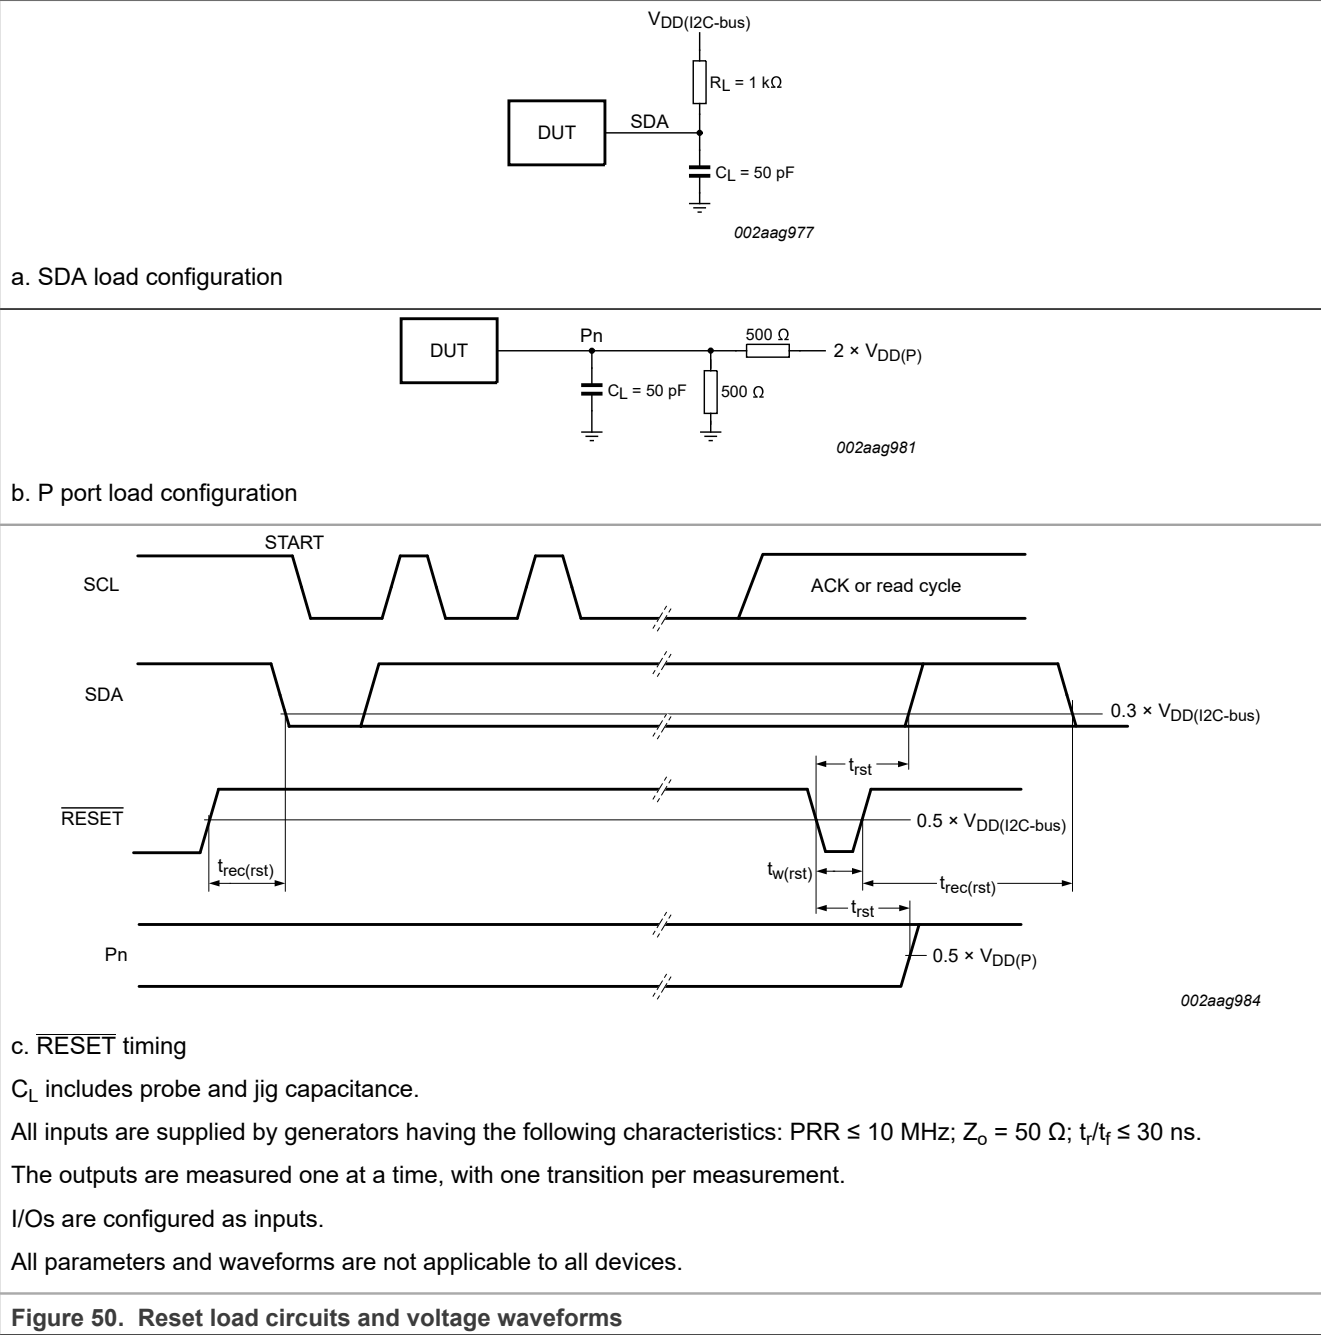 VDD(I2C-bus)
RL = 1 kΩ
DUT
SDA
CL = 50 pF
002aag977
a. SDA load configuration
DUT
Pn
500 Ω
2 × VDD(P)
CL = 50 pF
500 Ω
002aag981
b. P port load configuration
START
SCL
ACK or read cycle
SDA
0.3 × VDD(I2C-bus)
trst
RESET
0.5 × VDD(I2C-bus)
trec(rst)
tw(rst)
trec(rst)
trst
Pn
0.5 × VDD(P)
002aag984
c. RESET timing
CL includes probe and jig capacitance.
All inputs are supplied by generators having the following characteristics: PRR ≤ 10 MHz; Zo = 50 Ω; tr/tf ≤ 30 ns.
The outputs are measured one at a time, with one transition per measurement.
I/Os are configured as inputs.
All parameters and waveforms are not applicable to all devices.
Figure 50. Reset load circuits and voltage waveforms